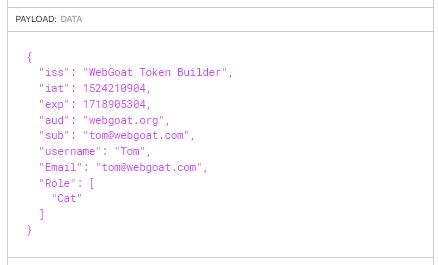 PAYLOAD: DATA
{
  "iss": "WebGoat Token Builder",
  "iat": 1524210904,
  "exp": 1718905304,
  "aud": "webgoat.org",
  "sub": "tom@webgoat.com",
  "username": "Tom",
  "Email": "tom@webgoat.com",
  "Role": [
    "Cat"
  ]
}